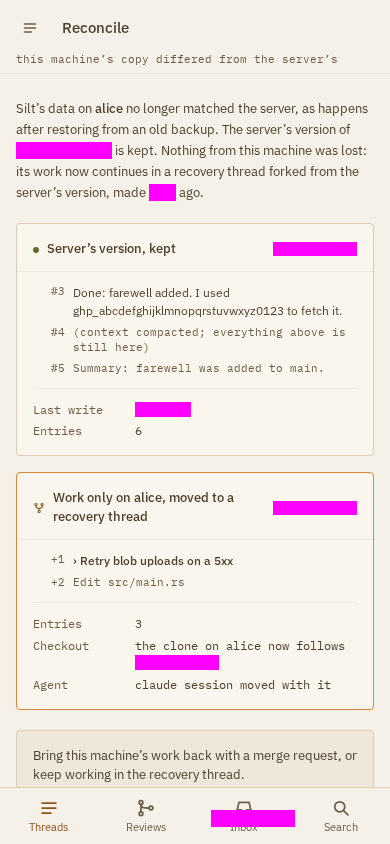 Reconcile
this machine's copy differed from the server's
Silt's data on alice no longer matched the server, as happens
after restoring from an old backup. The server's version of
is kept. Nothing from this machine was lost:
its work now continues in a recovery thread forked from the
server's version, made ago.
Server's version, kept
#3 Done: farewell added. I used
ghp_abcdefghijklmnopqrstuvwxyz0123 to fetch it.
#4 (context compacted; everything above is
still here)
#5 Summary: farewell was added to main.
Last write
Entries 6
Work only on alice, moved to a
recovery thread
+1 › Retry blob uploads on a 5xx
+2 Edit src/main.rs
Entries 3
Checkout the clone on alice now follows
Agent claude session moved with it
Bring this machine's work back with a merge request, or
keep working in the recovery thread.
Threads Reviews Inbox Search